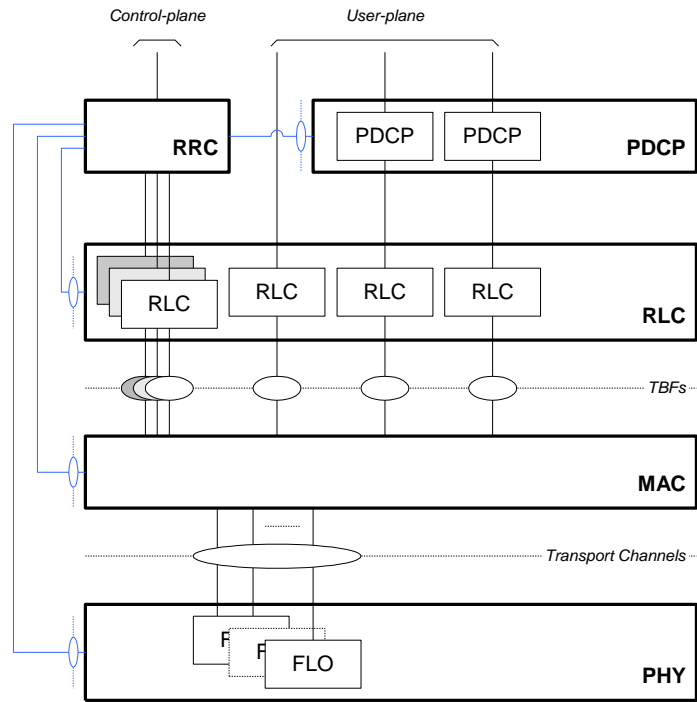 Control-plane
User-plane
PDCP
PDCP
RRC
PDCP
RLC
RLC
RLC
RLC
RLC
TBFs
MAC
Transport Channels
F
F
FLO
PHY